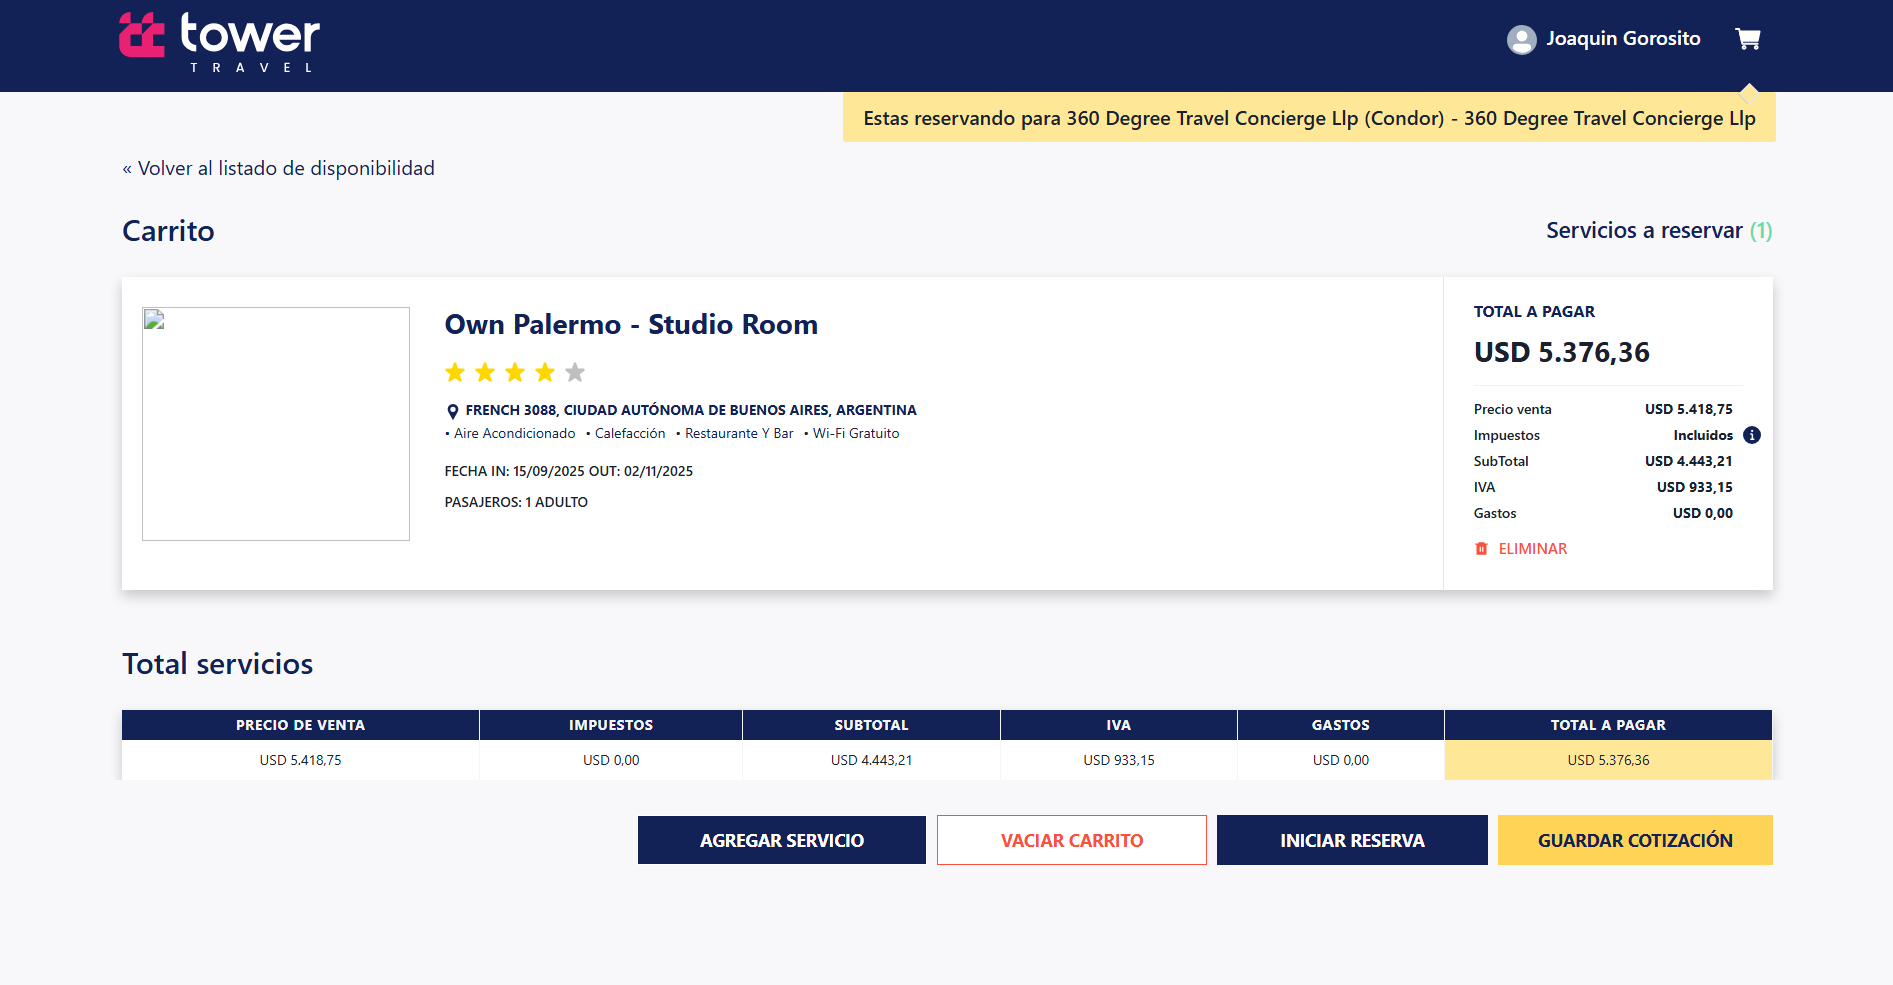 tower
TRAVEL
Joaquin Gorosito
Estas reservando para 360 Degree Travel Concierge Llp (Condor) - 360 Degree Travel Concierge Llp
« Volver al listado de disponibilidad
Carrito
Servicios a reservar (1)
Own Palermo - Studio Room
FRENCH 3088, CIUDAD AUTÓNOMA DE BUENOS AIRES, ARGENTINA
• Aire Acondicionado • Calefacción • Restaurante Y Bar • Wi-Fi Gratuito
FECHA IN: 15/09/2025 OUT: 02/11/2025
PASAJEROS: 1 ADULTO
TOTAL A PAGAR
USD 5.376,36
Precio venta USD 5.418,75
Impuestos Incluidos
SubTotal USD 4.443,21
IVA USD 933,15
Gastos USD 0,00
ELIMINAR
Total servicios
PRECIO DE VENTA IMPUESTOS SUBTOTAL IVA GASTOS TOTAL A PAGAR
USD 5.418,75 USD 0,00 USD 4.443,21 USD 933,15 USD 0,00 USD 5.376,36
AGREGAR SERVICIO VACIAR CARRITO INICIAR RESERVA GUARDAR COTIZACIÓN